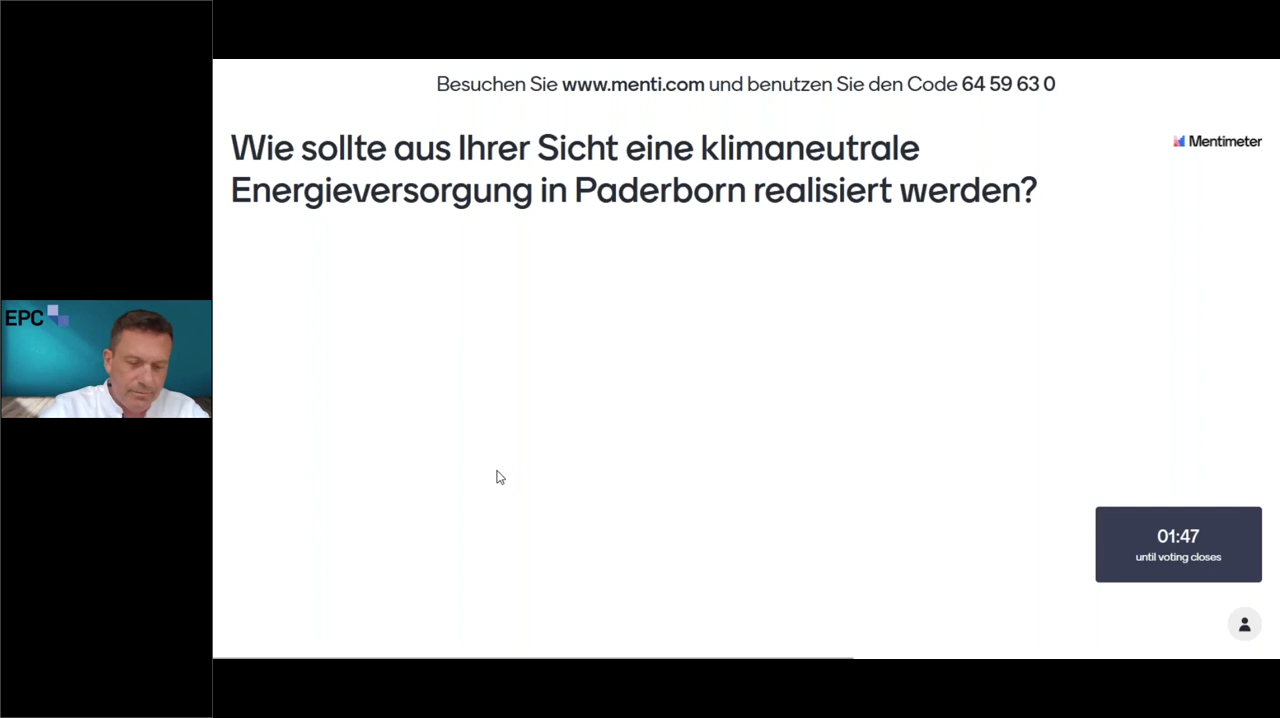 Besuchen Sie www.menti.com und benutzen Sie den Code 64 59 63 0
Wie sollte aus Ihrer Sicht eine klimaneutrale
Energieversorgung in Paderborn realisiert werden?
Mentimeter
EPC
01:47
until voting closes